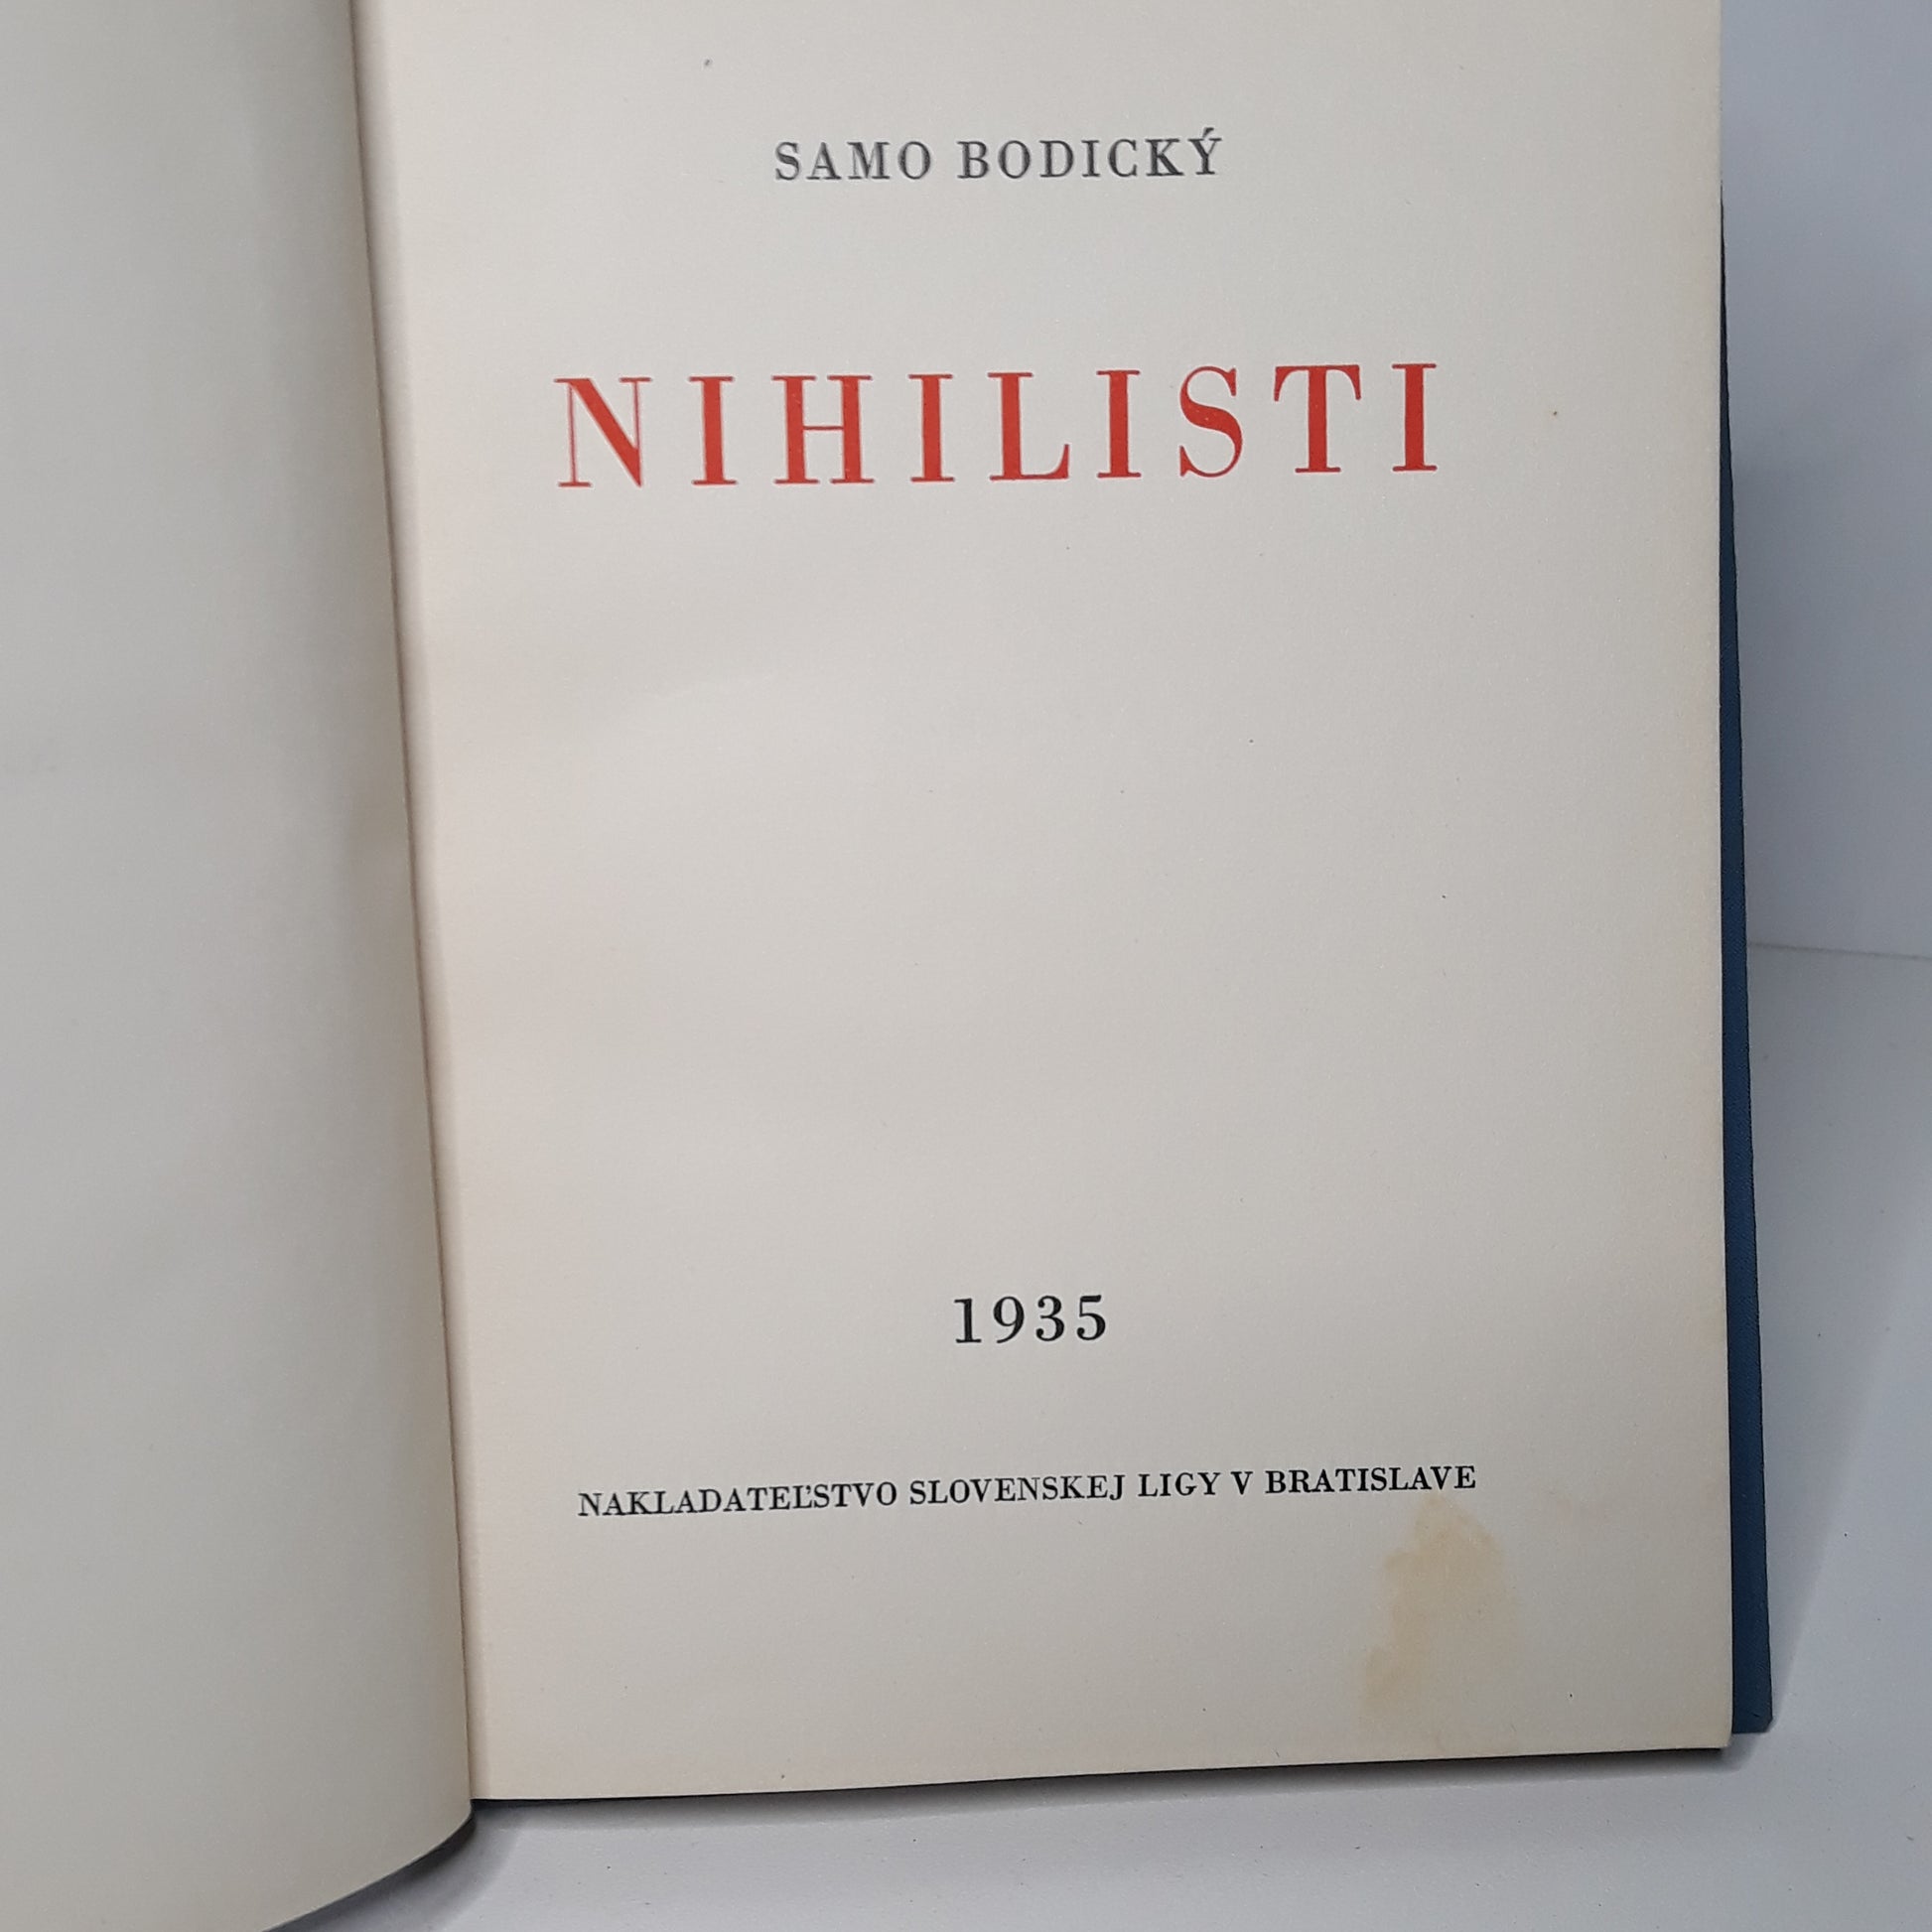 SAMO BODICKÝ
NIHILISTI
1935
NAKLADATEĽSTVO SLOVENSKEJ LIGY V BRATISLAVE